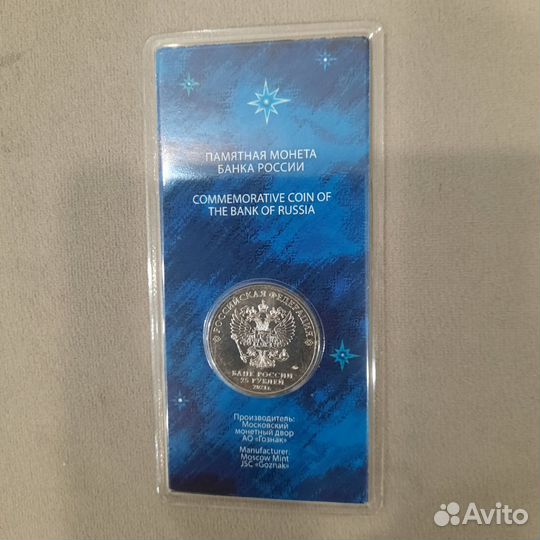 ПАМЯТНАЯ МОНЕТА
БАНКА РОССИИ
COMMEMORATIVE COIN OF
THE BANK OF RUSSIA
РОССИЙСКАЯ ФЕДЕРАЦИЯ
БАНК РОССИИ
25 РУБЛЕЙ
Производитель:
Московский
монетный двор
АО «Гознак»
Manufacturer:
Moscow Mint
JSC «Goznak»
Avito